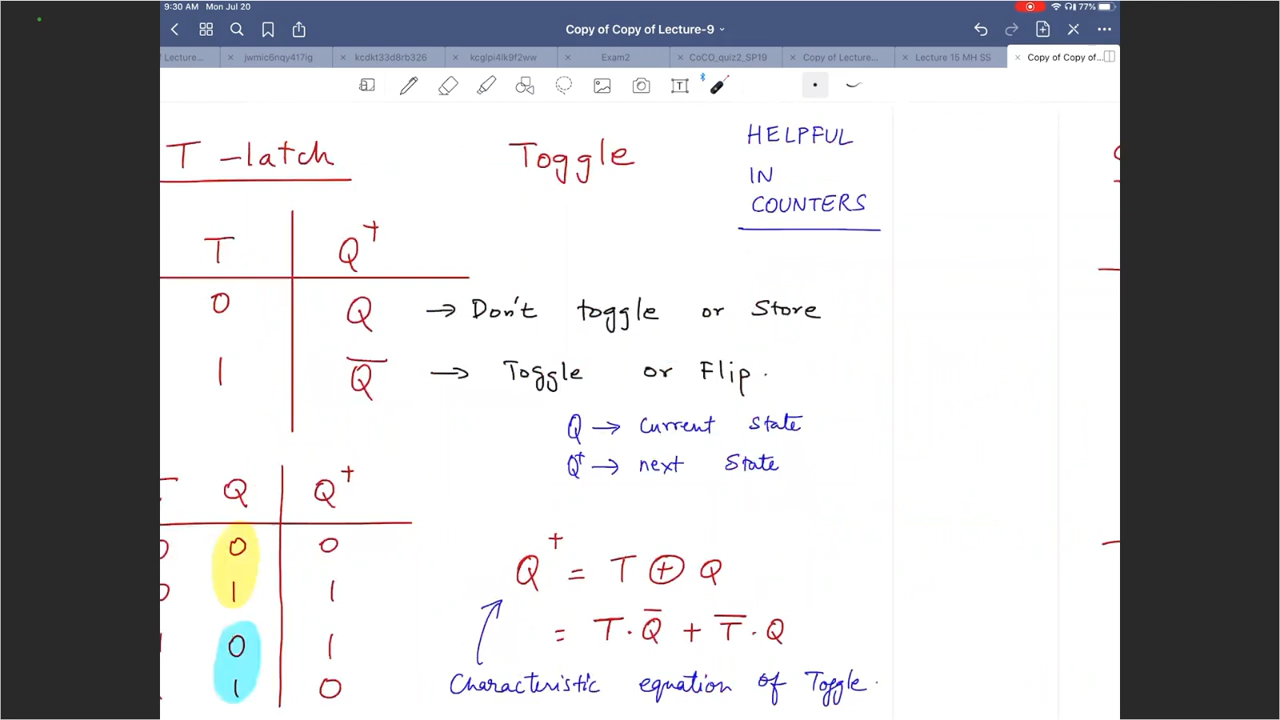 9:30 AM Mon Jul 20
77%
Copy of Copy of Lecture-9
Lecture...
jwmic6nqy417ig
kcdkt33d8rb326
kcglpi4lk9f2ww
Exam2
CoCO_quiz2_SP19
Copy of Lecture...
Lecture 15 MH SS
Copy of Copy of...
T
T-latch
Toggle
HELPFUL
IN
COUNTERS
T Q+
0 Q → Don't toggle or Store
1 Q̅ → Toggle or Flip.
Q → Current State
Q+ → next State
Q Q+
0 0 0
0 1 1
1 0 1
1 0
Q+ = T ⊕ Q
= T · Q̅ + T̅ · Q
Characteristic equation of Toggle.